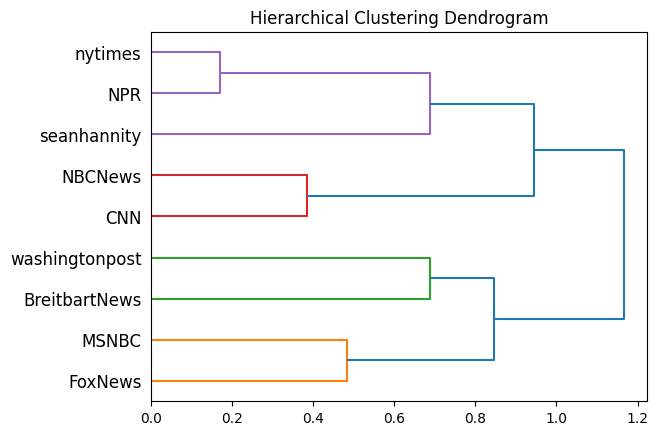 Hierarchical Clustering Dendrogram
nytimes
NPR
seanhannity
NBCNews
CNN
washingtonpost
BreitbartNews
MSNBC
FoxNews
0.0 0.2 0.4 0.6 0.8 1.0 1.2